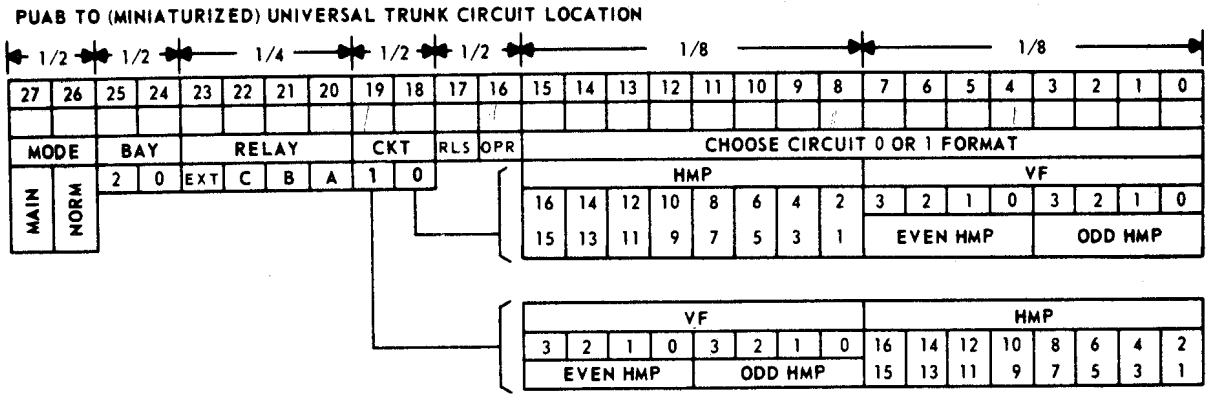 PUAB TO (MINIATURIZED) UNIVERSAL TRUNK CIRCUIT LOCATION
1/2 1/2 1/4 1/2 1/2 1/8 1/8
27 26 25 24 23 22 21 20 19 18 17 16 15 14 13 12 11 10 9 8 7 6 5 4 3 2 1 0
MODE BAY RELAY CKT RLS OPR CHOOSE CIRCUIT 0 OR 1 FORMAT
MAIN NORM 2 0 EXT C B A 1 0 HMP VF
16 14 12 10 8 6 4 2 3 2 1 0 3 2 1 0
15 13 11 9 7 5 3 1 EVEN HMP ODD HMP
VF HMP
3 2 1 0 3 2 1 0 16 14 12 10 8 6 4 2
EVEN HMP ODD HMP 15 13 11 9 7 5 3 1